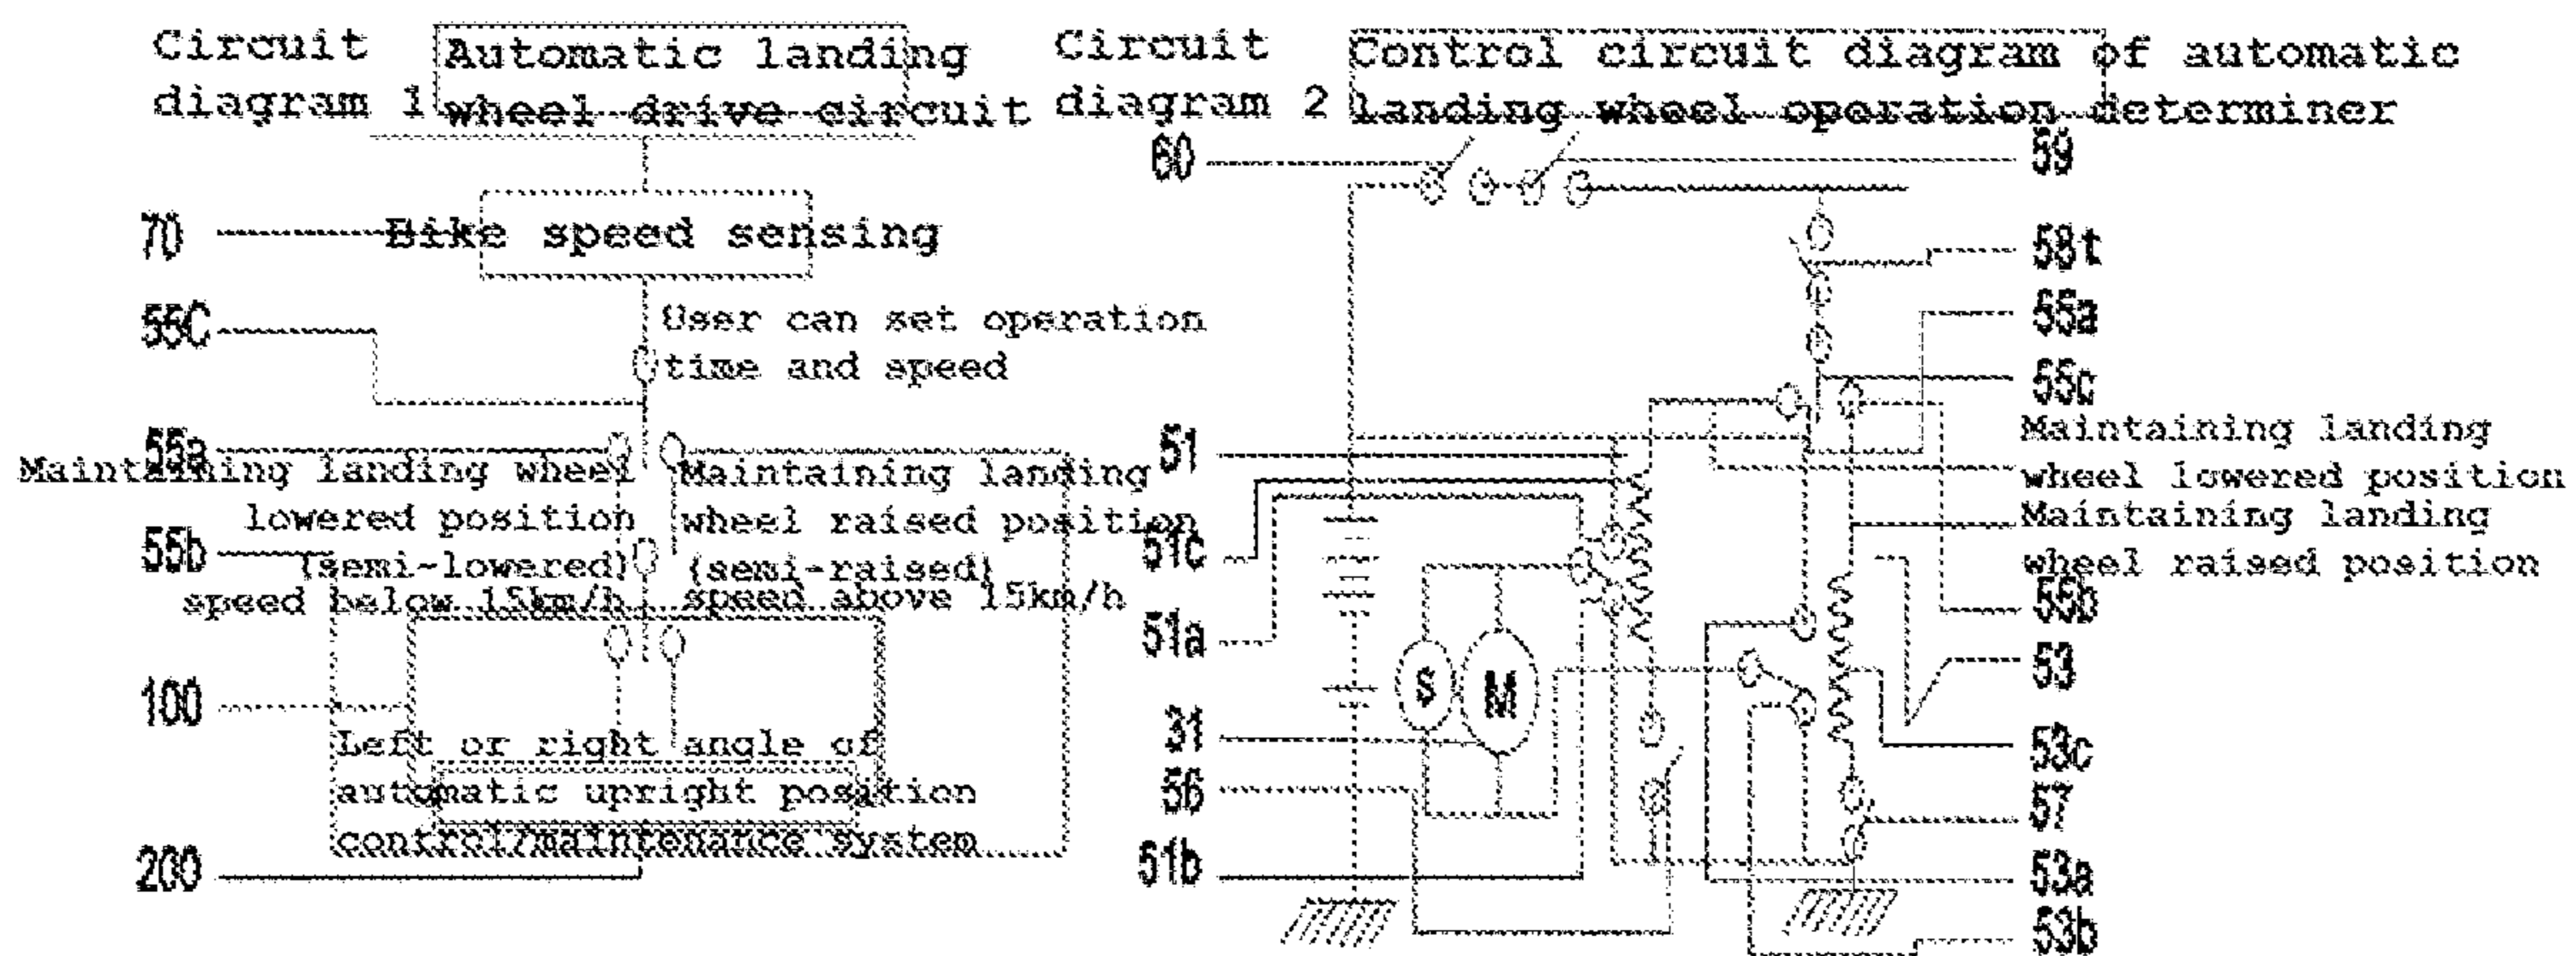 Circuit
diagram 1
Automatic landing
wheel drive circuit
70
Bike speed sensing
55C
User can set operation
time and speed
55a
Maintaining landing wheel
lowered position
(semi-lowered)
speed below 15km/h
Maintaining landing
wheel raised position
(semi-raised)
speed above 15km/h
55b
100
Left or right angle of
automatic upright position
control/maintenance system
200
Circuit
diagram 2
Control circuit diagram of automatic
landing wheel operation determiner
60
59
58t
55a
55c
51
Maintaining landing
wheel lowered position
Maintaining landing
wheel raised position
51c
55b
51a
53
S
M
31
53c
56
57
51b
53a
53b